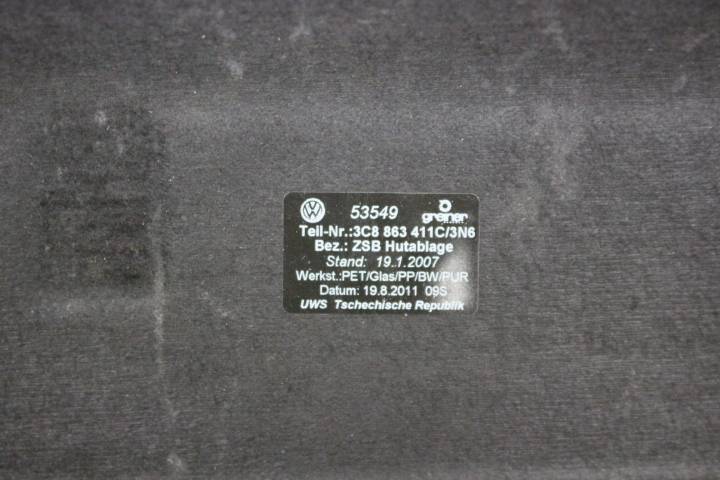 VW 53549 greiner
Teil-Nr.:3C8 863 411C/3N6
Bez.: ZSB Hutablage
Stand: 19.1.2007
Werkst.:PET/Glas/PP/BW/PUR
Datum: 19.8.2011 09S
UWS Tschechische Republik